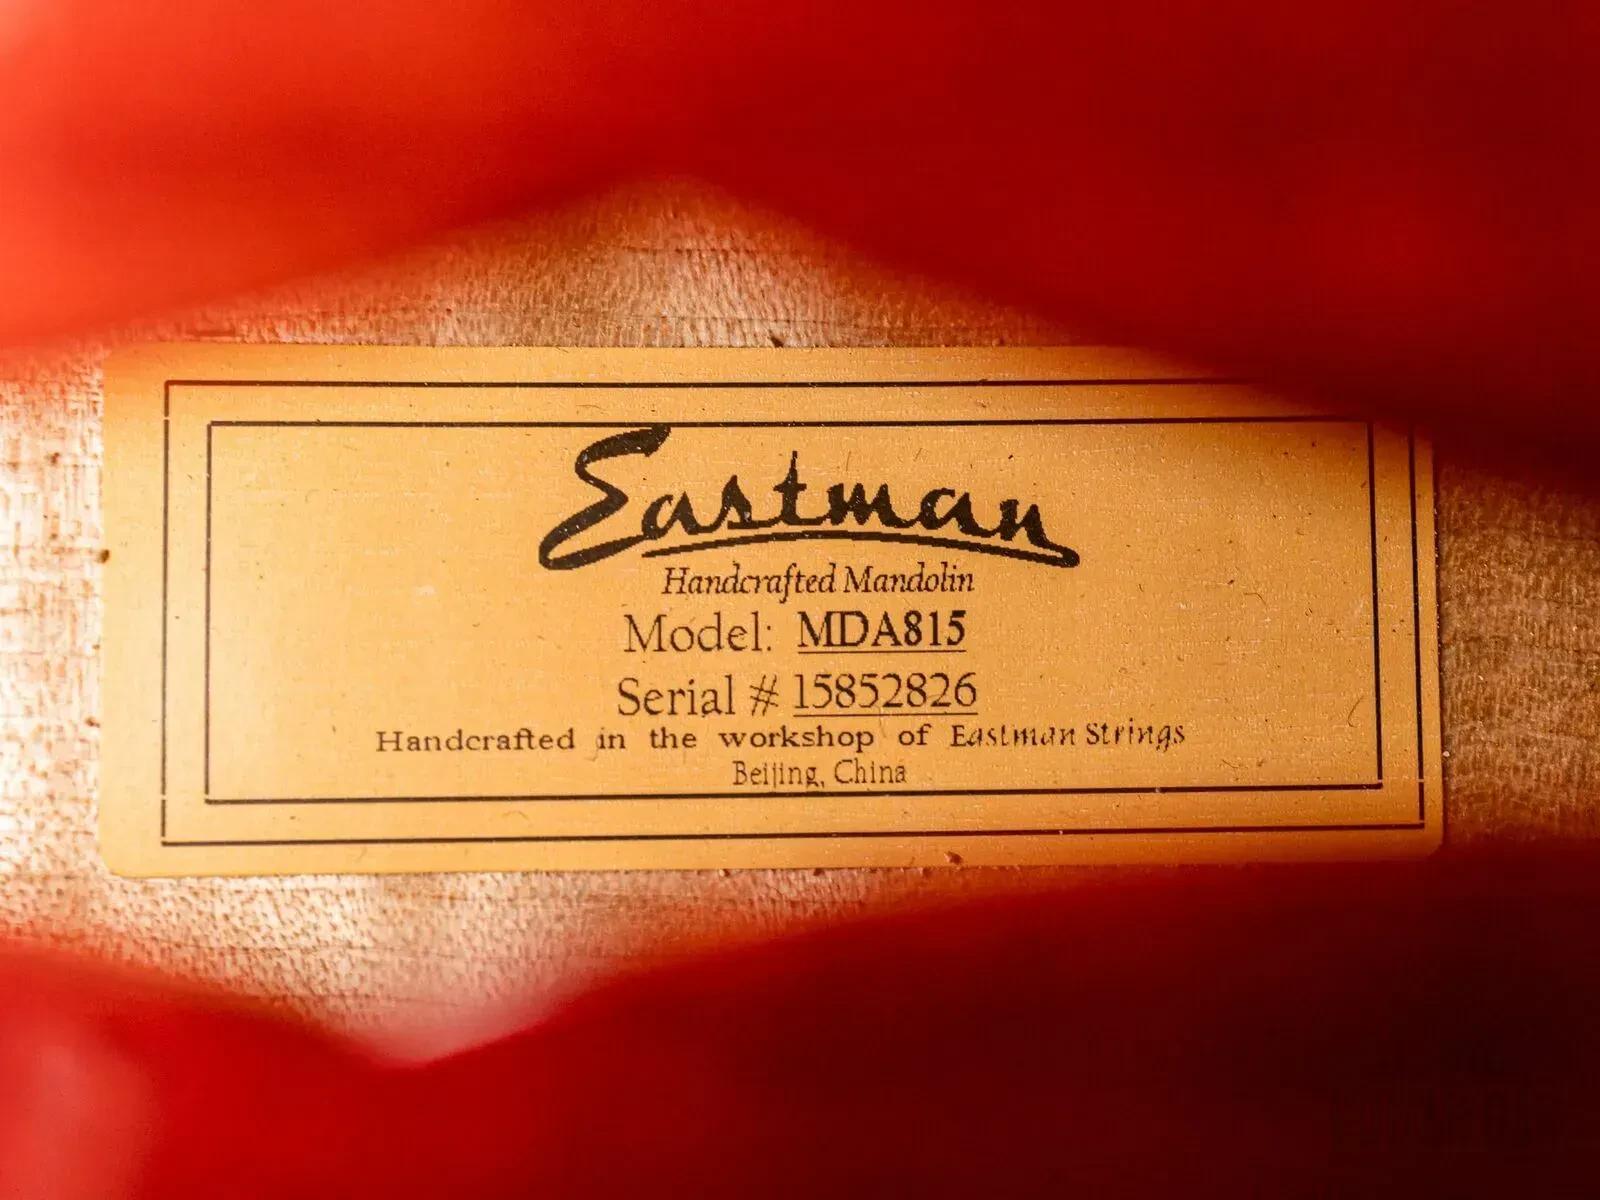 Eastman
Handcrafted Mandolin
Model: MDA815
Serial # 15852826
Handcrafted in the workshop of Eastman Strings
Beijing, China